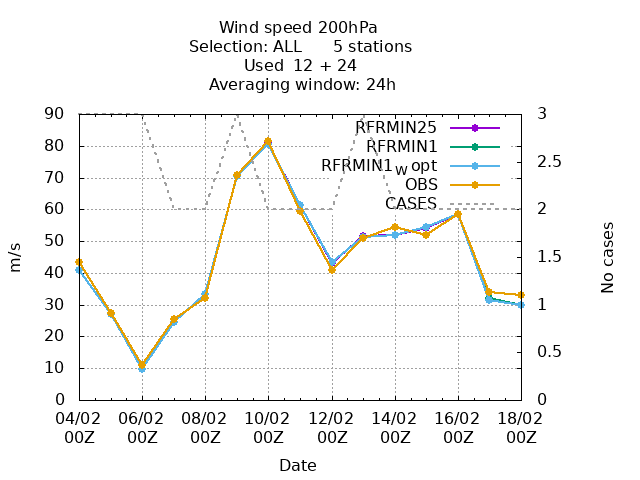 Wind speed 200hPa
Selection: ALL 5 stations
Used 12 + 24
Averaging window: 24h
90 3
RFRMIN25
80 RFRMIN1 2.5
RFRMIN1w opt
70 OBS
CASES
60 2
50 1.5
m/s No cases
40
30 1
20 0.5
10
0 0
04/02 06/02 08/02 10/02 12/02 14/02 16/02 18/02
00Z 00Z 00Z 00Z 00Z 00Z 00Z 00Z
Date